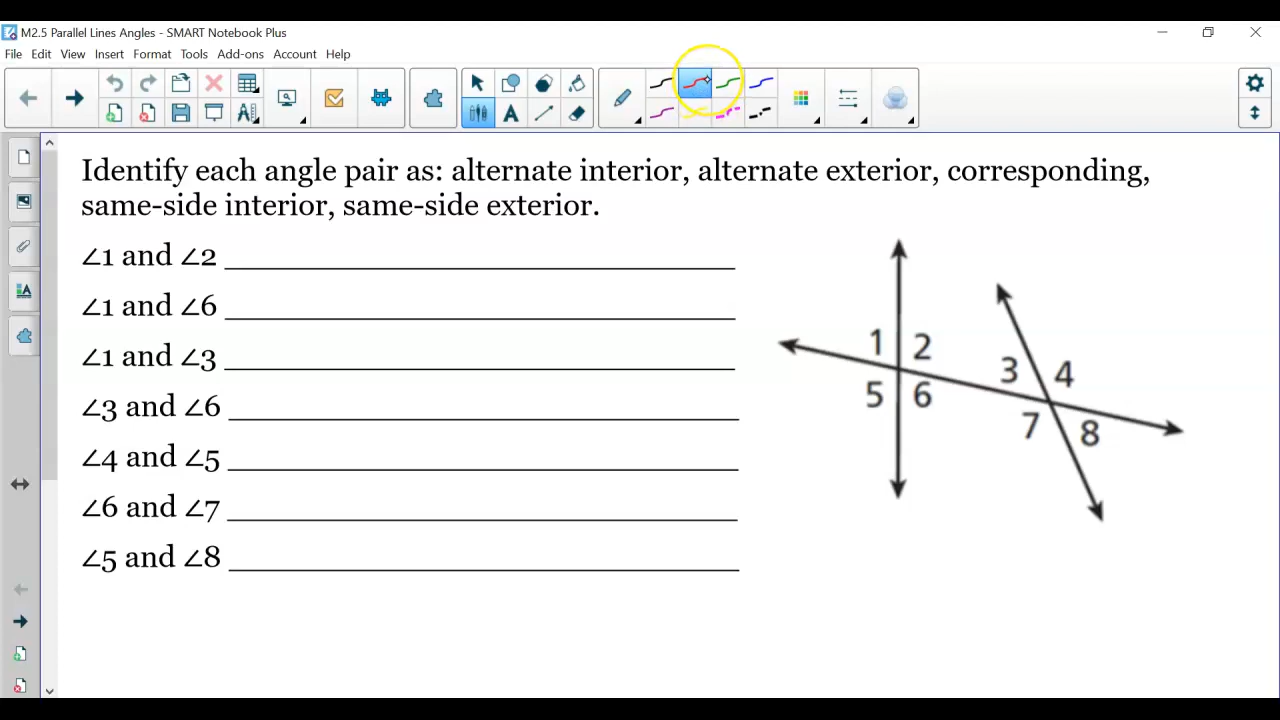 M2.5 Parallel Lines Angles - SMART Notebook Plus
File Edit View Insert Format Tools Add-ons Account Help
A
Identify each angle pair as: alternate interior, alternate exterior, corresponding,
same-side interior, same-side exterior.
∠1 and ∠2
∠1 and ∠6
∠1 and ∠3
∠3 and ∠6
∠4 and ∠5
∠6 and ∠7
∠5 and ∠8
1 2
3 4
5 6
7 8